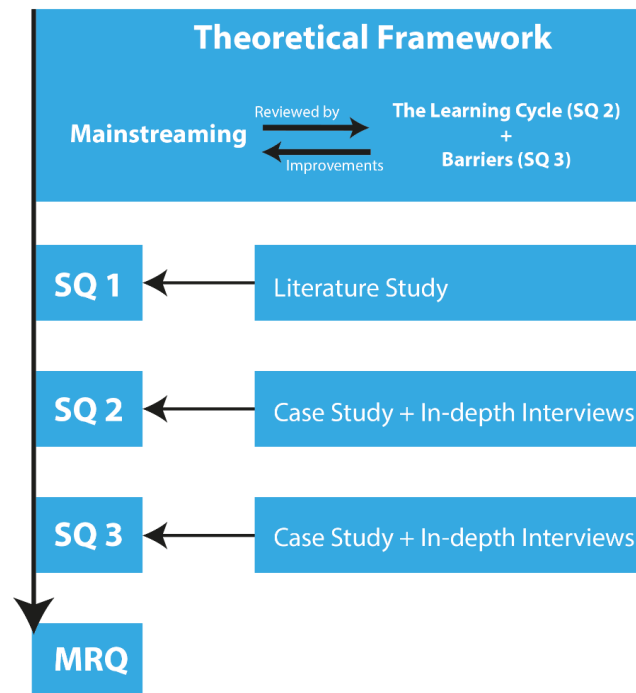 Theoretical Framework
Mainstreaming
Reviewed by
Improvements
The Learning Cycle (SQ 2)
+
Barriers (SQ 3)
SQ 1
Literature Study
SQ 2
Case Study + In-depth Interviews
SQ 3
Case Study + In-depth Interviews
MRQ